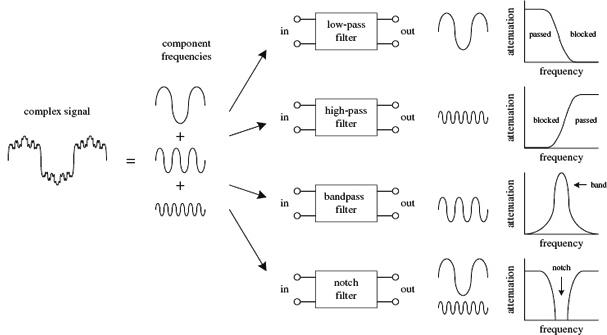 component
frequencies
complex signal
=
+
+
in
low-pass
filter
out
attenuation
passed
blocked
frequency
in
high-pass
filter
out
attenuation
blocked
passed
frequency
in
bandpass
filter
out
attenuation
band
frequency
in
notch
filter
out
attenuation
notch
frequency